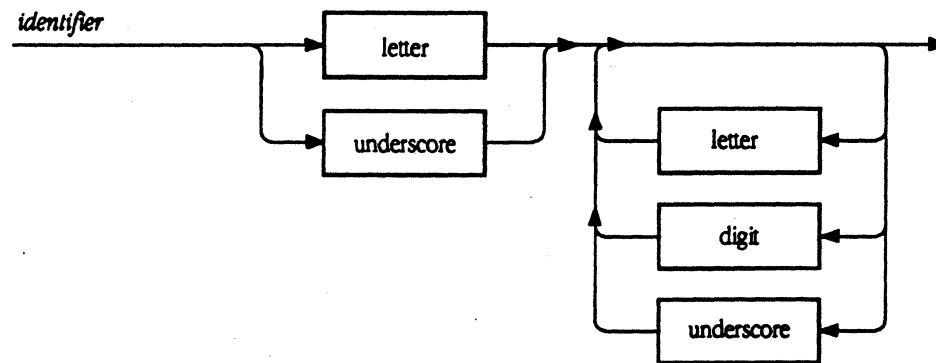 identifier
letter
underscore
letter
digit
underscore